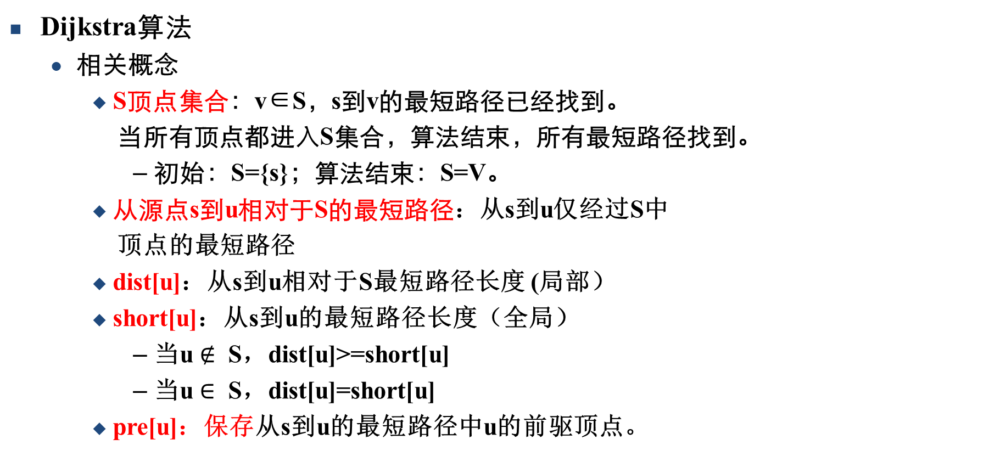 Dijkstra算法
相关概念
S顶点集合：v∈S，s到v的最短路径已经找到。
当所有顶点都进入S集合，算法结束，所有最短路径找到。
– 初始：S={s}；算法结束：S=V。
从源点s到u相对于S的最短路径：从s到u仅经过S中
顶点的最短路径
dist[u]：从s到u相对于S最短路径长度 (局部）
short[u]：从s到u的最短路径长度（全局）
– 当u ∉ S，dist[u]>=short[u]
– 当u ∈ S，dist[u]=short[u]
pre[u]：保存从s到u的最短路径中u的前驱顶点。